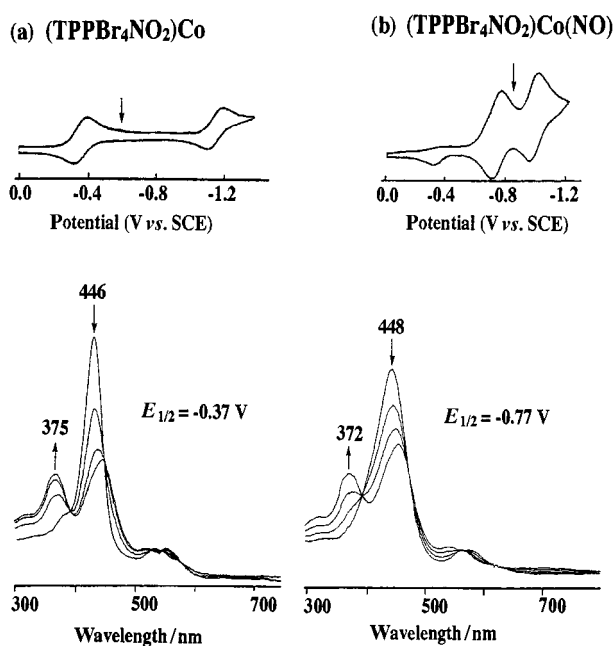 (a) (TPPBr₄NO₂)Co
(b) (TPPBr₄NO₂)Co(NO)
0.0 -0.4 -0.8 -1.2
Potential (V vs. SCE)
0.0 -0.4 -0.8 -1.2
Potential (V vs. SCE)
446
375
E₁/₂ = -0.37 V
300 500 700
Wavelength/nm
448
372
E₁/₂ = -0.77 V
300 500 700
Wavelength/nm